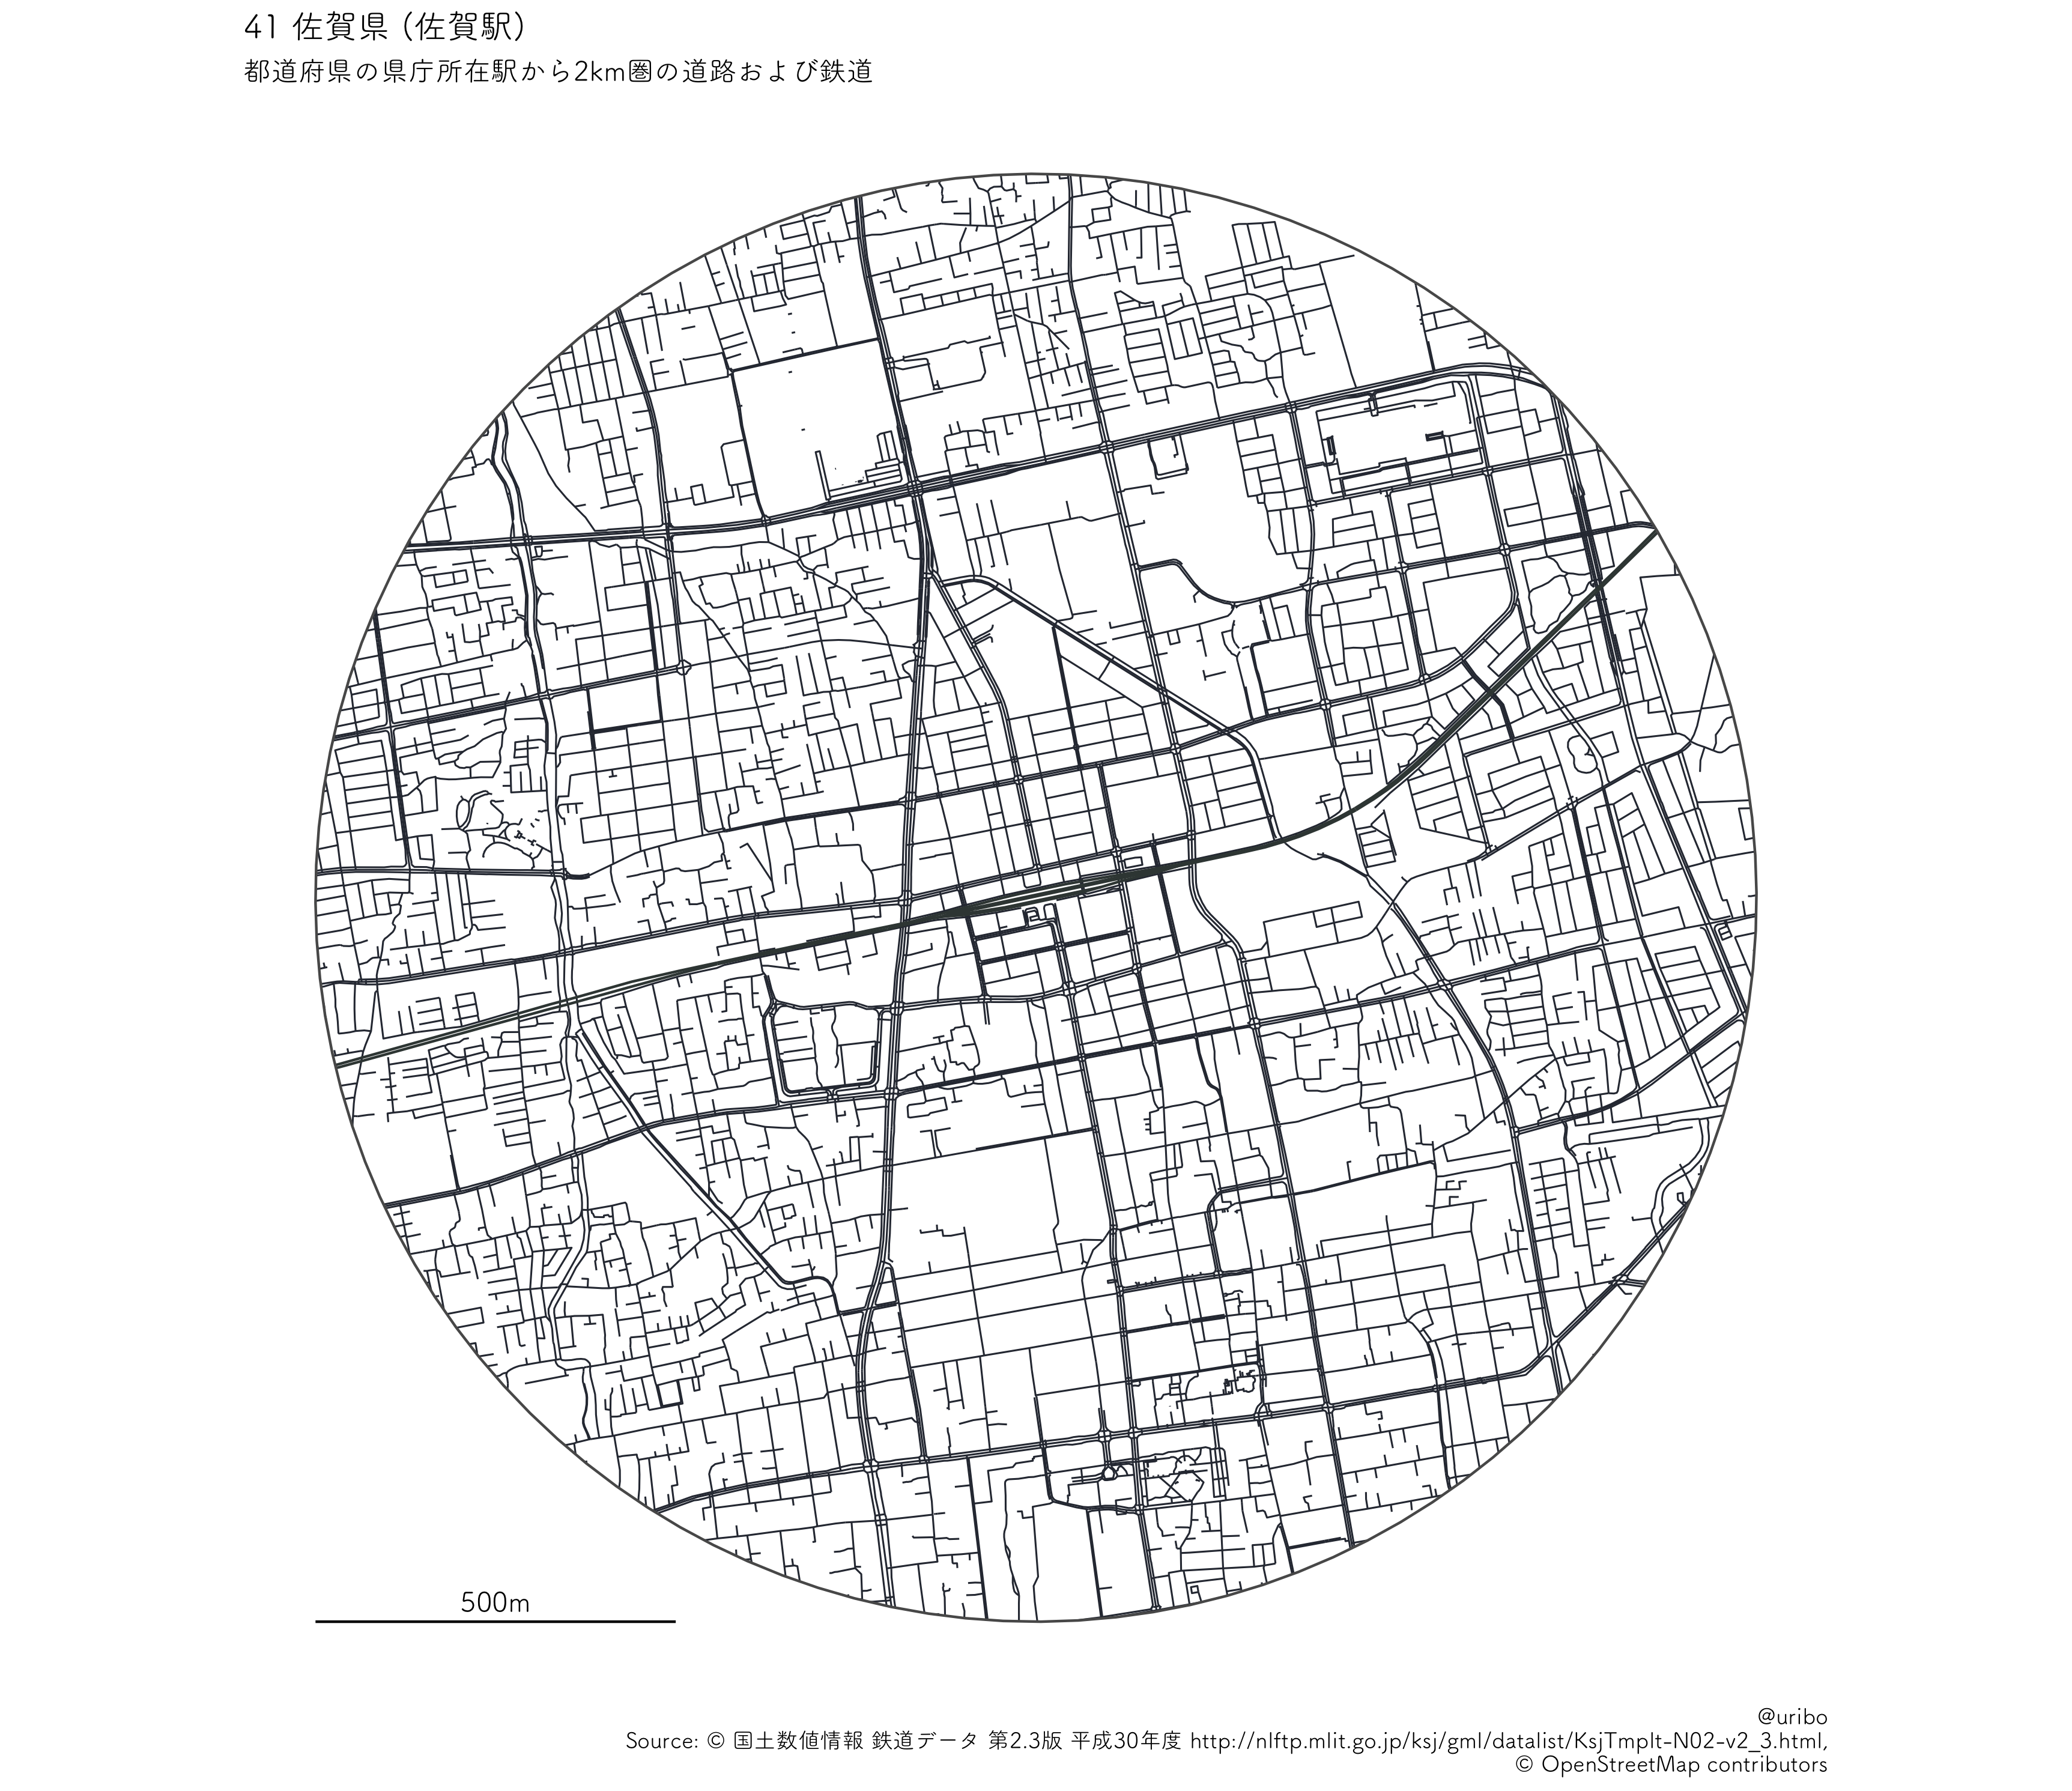 41 佐賀県 (佐賀駅)
都道府県の県庁所在駅から2km圏の道路および鉄道
500m
@uribo
Source: © 国土数値情報 鉄道データ 第2.3版 平成30年度 http://nlftp.mlit.go.jp/ksj/gml/datalist/KsjTmplt-N02-v2_3.html,
© OpenStreetMap contributors